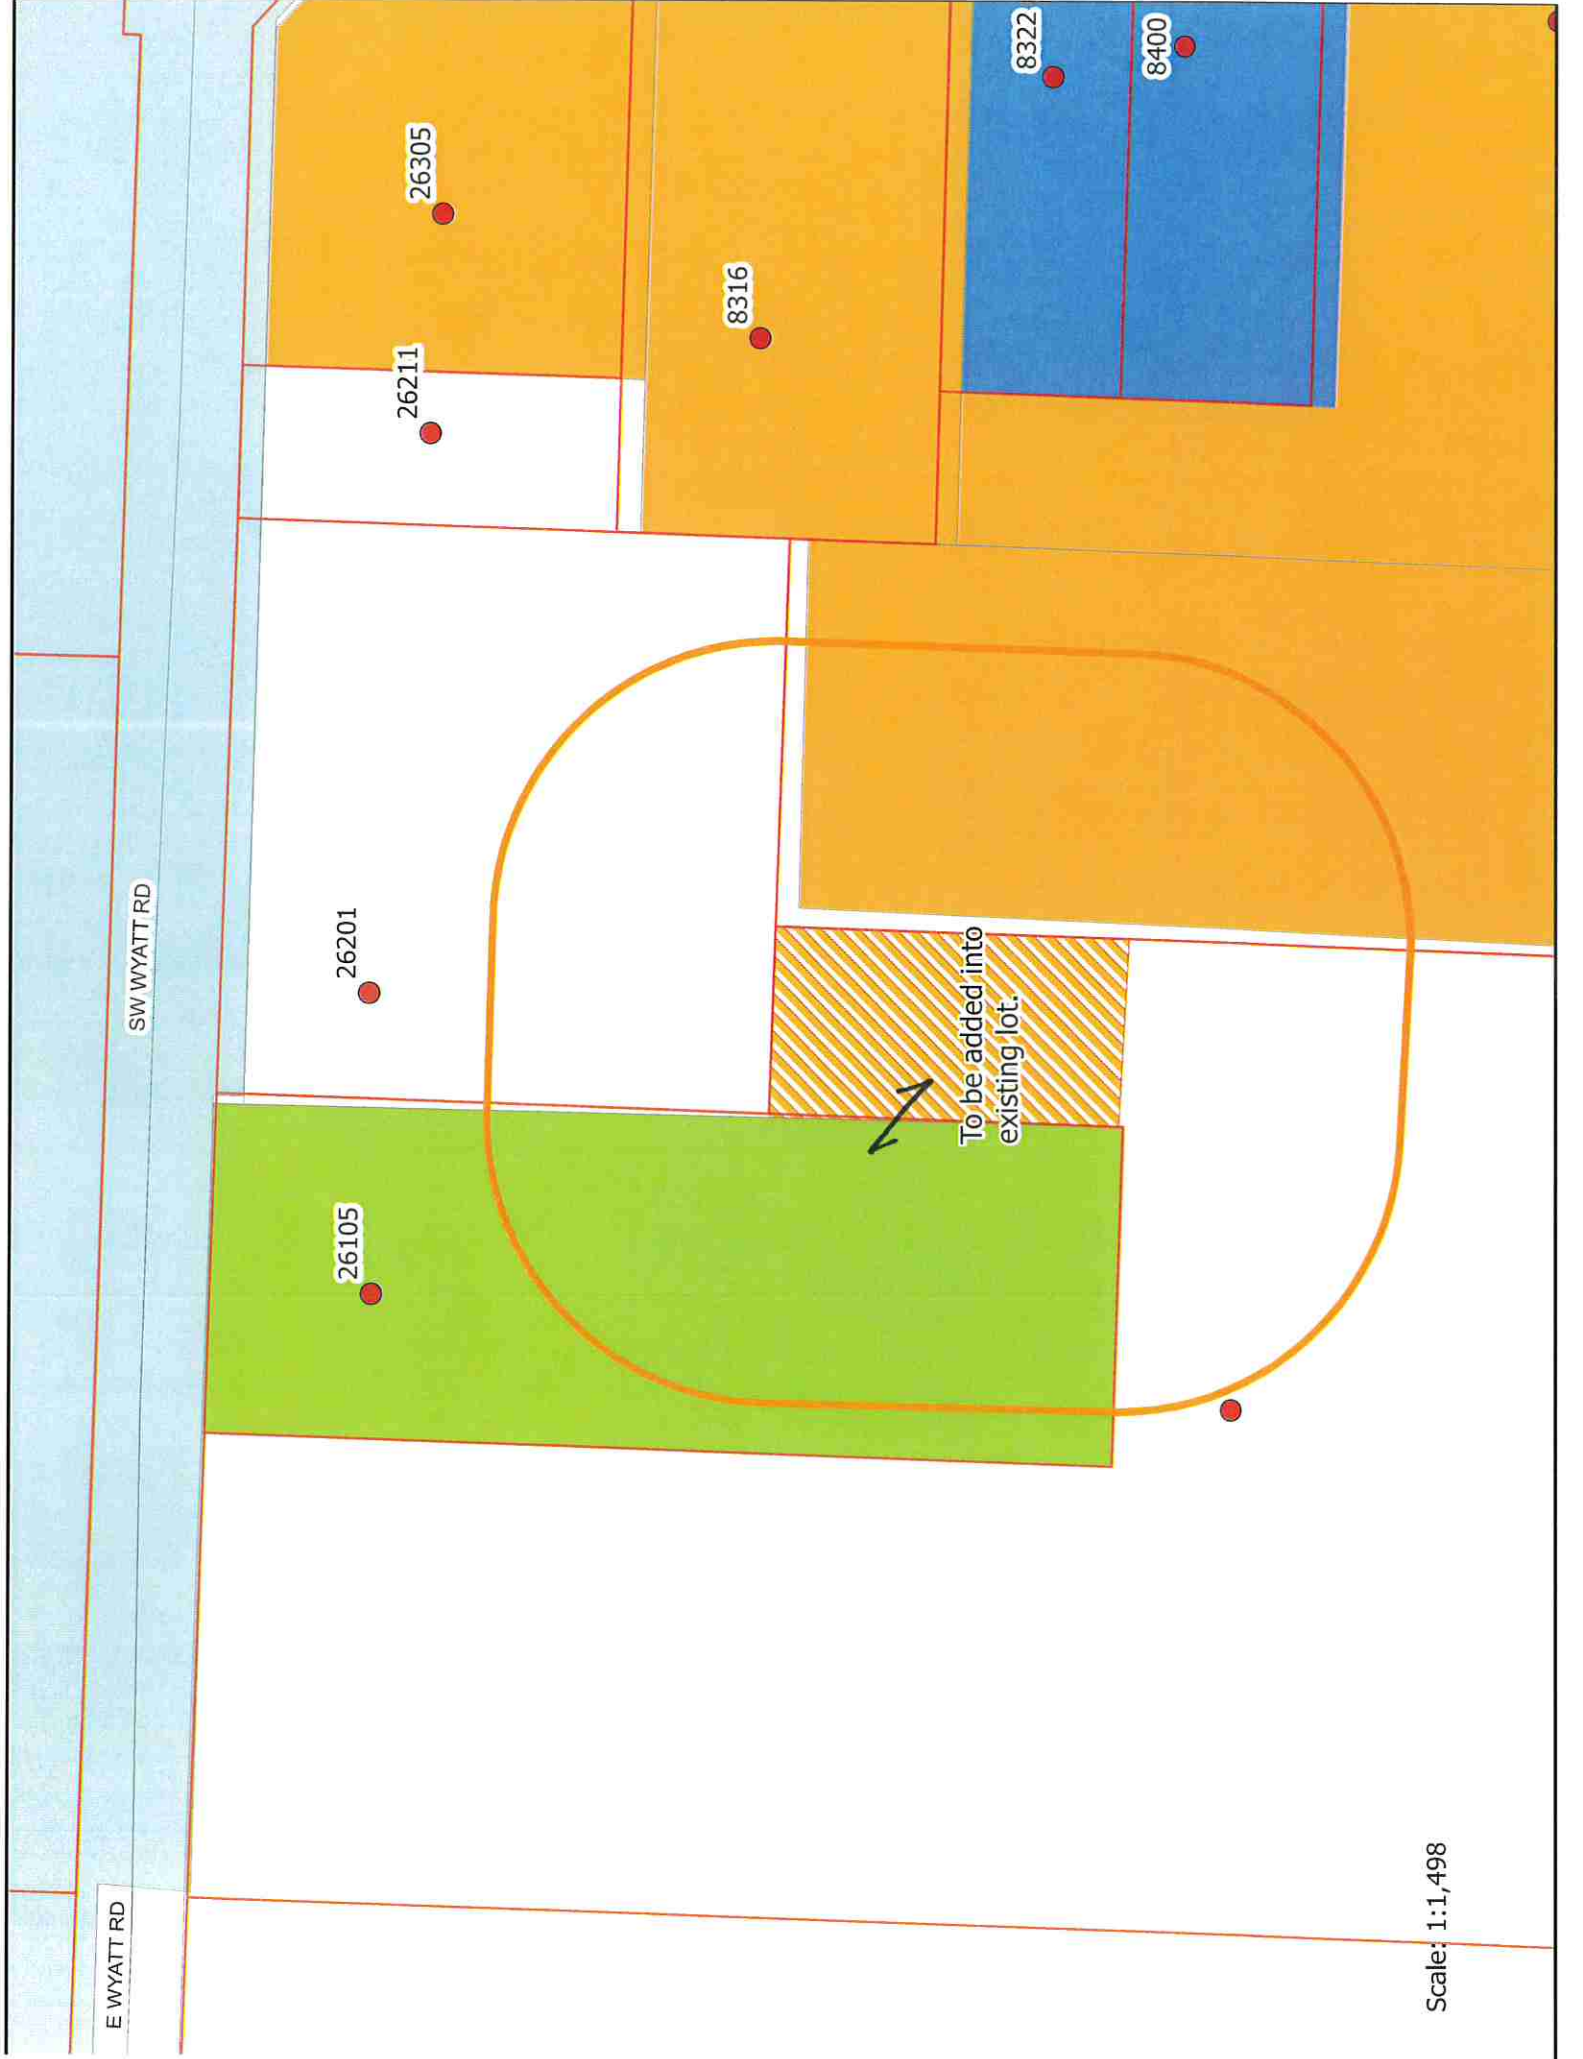 E WYATT RD
SW WYATT RD
26105
26201
26211
26305
8316
8322
8400
To be added into
existing lot.
Scale: 1:1,498